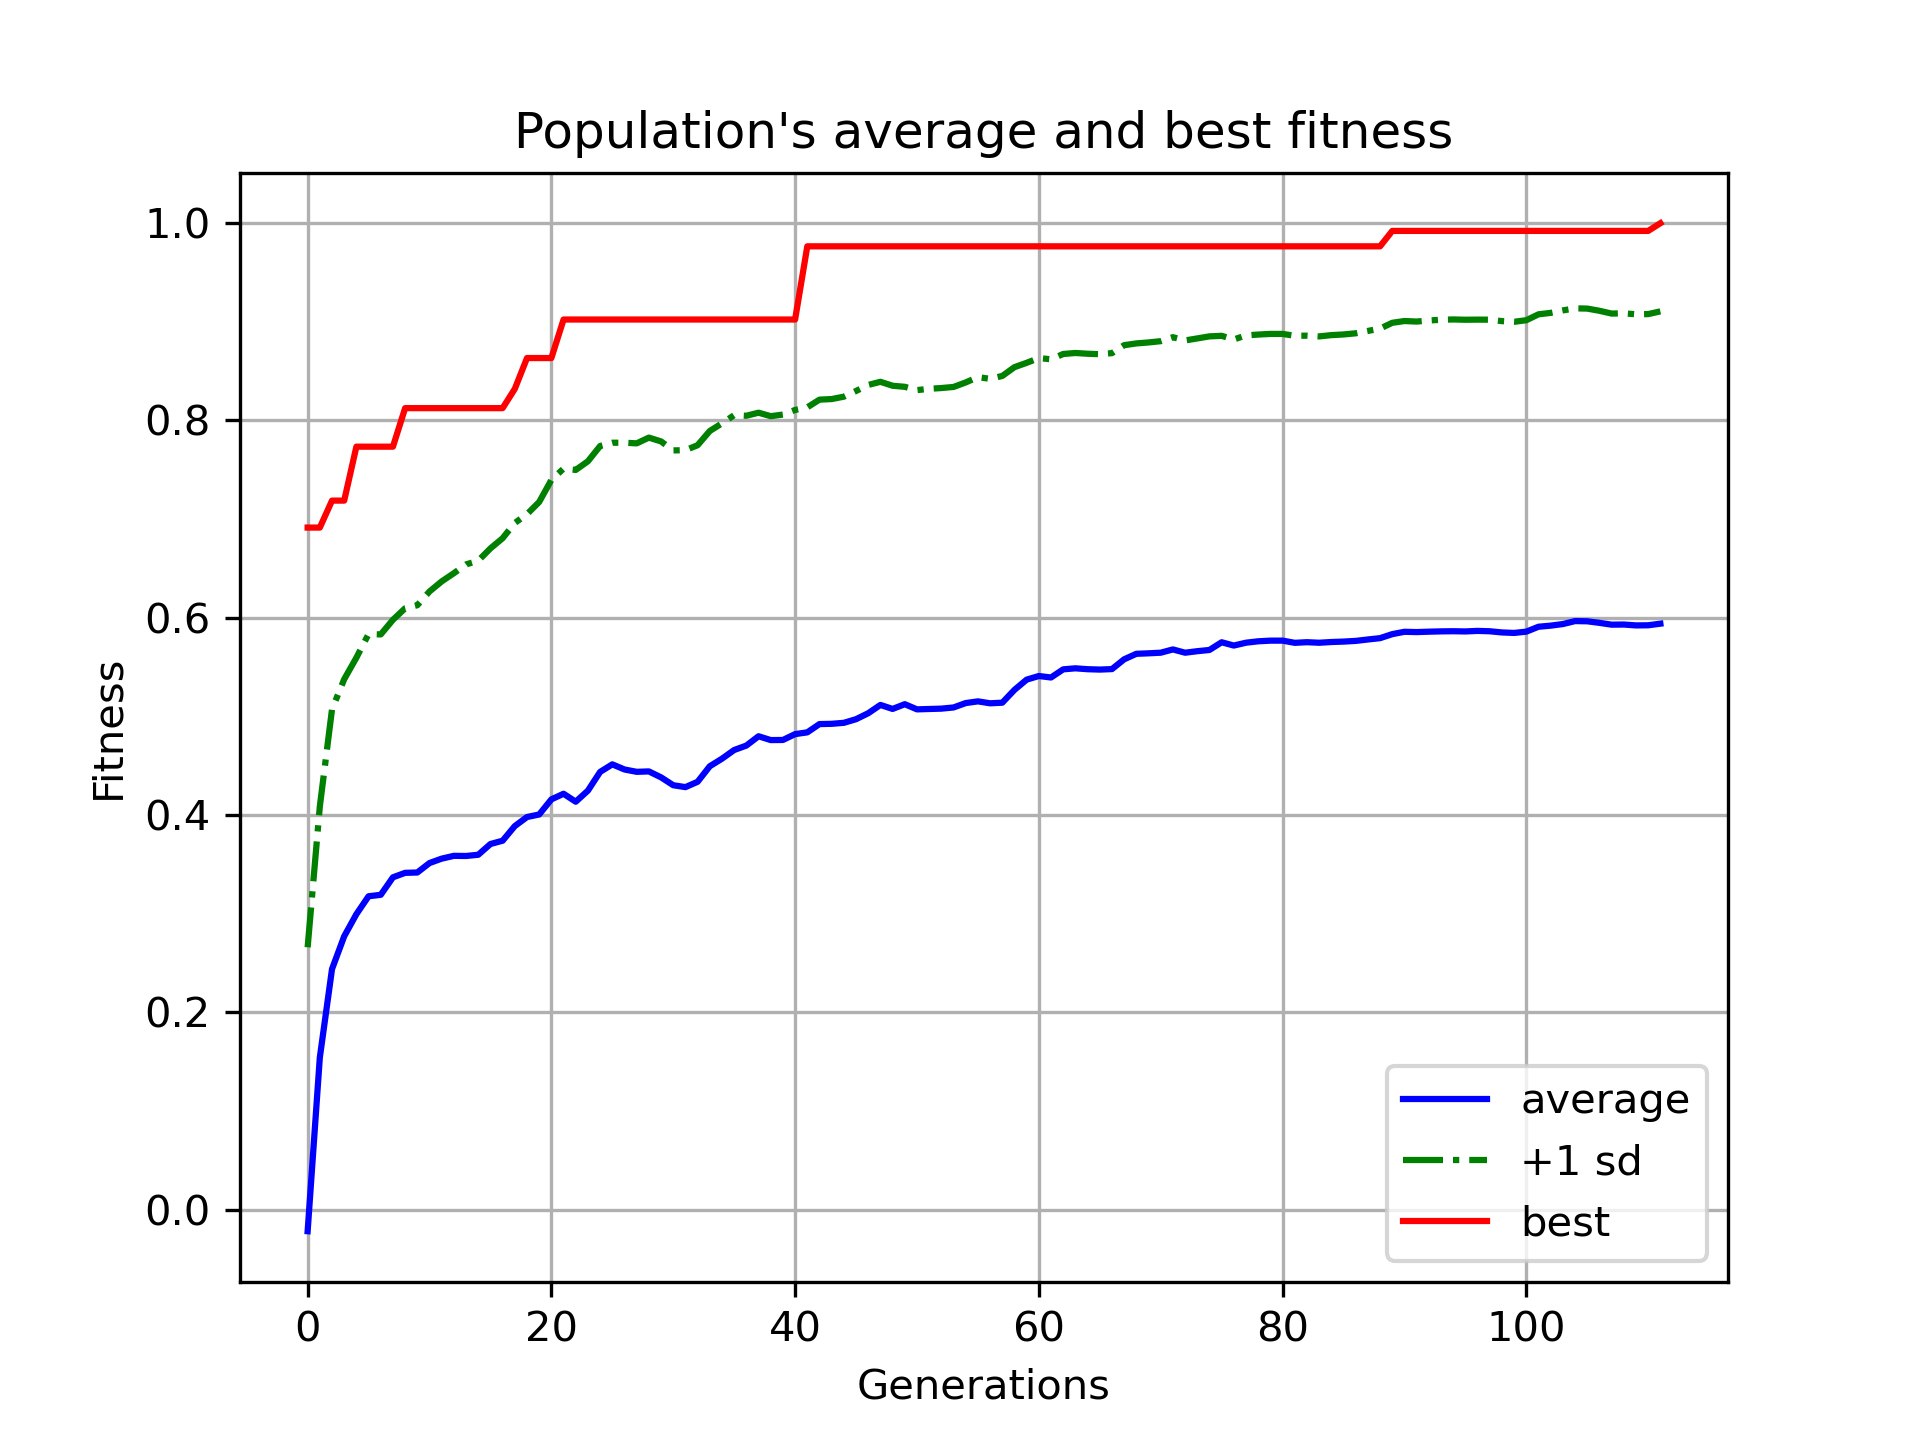 Population's average and best fitness
1.0
0.8
0.6
0.4
0.2
0.0
Fitness
average
+1 sd
best
0 20 40 60 80 100
Generations